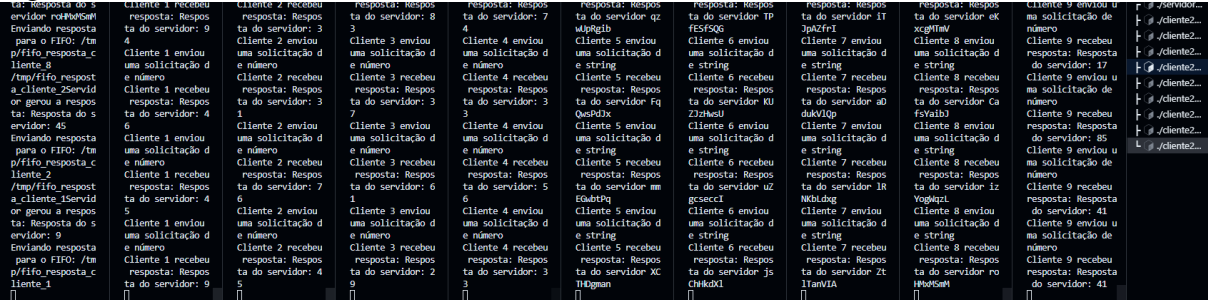 ta: Resposta do s
ervidor roHMxMSmM
Enviando resposta
 para o FIFO: /tm
p/fifo_resposta_c
liente_8
/tmp/fifo_respost
a_cliente_2Servid
or gerou a respos
ta: Resposta do s
ervidor: 45
Enviando resposta
 para o FIFO: /tm
p/fifo_resposta_c
liente_2
/tmp/fifo_respost
a_cliente_1Servid
or gerou a respos
ta: Resposta do s
ervidor: 9
Enviando resposta
 para o FIFO: /tm
p/fifo_resposta_c
liente_1
Cliente 1 recebeu
 resposta: Respos
ta do servidor: 9
4
Cliente 1 enviou
uma solicitação d
e número
Cliente 1 recebeu
 resposta: Respos
ta do servidor: 4
6
Cliente 1 enviou
uma solicitação d
e número
Cliente 1 recebeu
 resposta: Respos
ta do servidor: 4
5
Cliente 1 enviou
uma solicitação d
e número
Cliente 1 recebeu
 resposta: Respos
ta do servidor: 9
Cliente 2 recebeu
 resposta: Respos
ta do servidor: 3
3
Cliente 2 enviou
uma solicitação d
e número
Cliente 2 recebeu
 resposta: Respos
ta do servidor: 3
1
Cliente 2 enviou
uma solicitação d
e número
Cliente 2 recebeu
 resposta: Respos
ta do servidor: 7
6
Cliente 2 enviou
uma solicitação d
e número
Cliente 2 recebeu
 resposta: Respos
ta do servidor: 4
5
Cliente 3 recebeu
 resposta: Respos
ta do servidor: 8
3
Cliente 3 enviou
uma solicitação d
e número
Cliente 3 recebeu
 resposta: Respos
ta do servidor: 3
7
Cliente 3 enviou
uma solicitação d
e número
Cliente 3 recebeu
 resposta: Respos
ta do servidor: 6
1
Cliente 3 enviou
uma solicitação d
e número
Cliente 3 recebeu
 resposta: Respos
ta do servidor: 2
9
Cliente 4 recebeu
 resposta: Respos
ta do servidor: 7
4
Cliente 4 enviou
uma solicitação d
e número
Cliente 4 recebeu
 resposta: Respos
ta do servidor: 3
3
Cliente 4 enviou
uma solicitação d
e número
Cliente 4 recebeu
 resposta: Respos
ta do servidor: 5
6
Cliente 4 enviou
uma solicitação d
e número
Cliente 4 recebeu
 resposta: Respos
ta do servidor: 3
3
resposta: Respos
ta do servidor qz
wUpRgib
Cliente 5 enviou
uma solicitação d
e string
Cliente 5 recebeu
 resposta: Respos
ta do servidor Fq
QwsPdJx
Cliente 5 enviou
uma solicitação d
e string
Cliente 5 recebeu
 resposta: Respos
ta do servidor mm
EGwbtPq
Cliente 5 enviou
uma solicitação d
e string
Cliente 5 recebeu
 resposta: Respos
ta do servidor XC
THDgman
resposta: Respos
ta do servidor TP
fESfSQG
Cliente 6 enviou
uma solicitação d
e string
Cliente 6 recebeu
 resposta: Respos
ta do servidor KU
ZJzHwsU
Cliente 6 enviou
uma solicitação d
e string
Cliente 6 recebeu
 resposta: Respos
ta do servidor uZ
gcseccI
Cliente 6 enviou
uma solicitação d
e string
Cliente 6 recebeu
 resposta: Respos
ta do servidor js
ChHkdXl
resposta: Respos
ta do servidor iT
JpAZfrI
Cliente 7 enviou
uma solicitação d
e string
Cliente 7 recebeu
 resposta: Respos
ta do servidor aD
dukVlQp
Cliente 7 enviou
uma solicitação d
e string
Cliente 7 recebeu
 resposta: Respos
ta do servidor lR
NKbLdxg
Cliente 7 enviou
uma solicitação d
e string
Cliente 7 recebeu
 resposta: Respos
ta do servidor Zt
lTanVIA
resposta: Respos
ta do servidor eK
xcgMTmV
Cliente 8 enviou
uma solicitação d
e string
Cliente 8 recebeu
 resposta: Respos
ta do servidor Ca
fsYaibJ
Cliente 8 enviou
uma solicitação d
e string
Cliente 8 recebeu
 resposta: Respos
ta do servidor iz
YogWqzL
Cliente 8 enviou
uma solicitação d
e string
Cliente 8 recebeu
 resposta: Respos
ta do servidor ro
HMxMSmM
Cliente 9 enviou u
ma solicitação de
número
Cliente 9 recebeu
resposta: Resposta
 do servidor: 17
Cliente 9 enviou u
ma solicitação de
número
Cliente 9 recebeu
resposta: Resposta
 do servidor: 85
Cliente 9 enviou u
ma solicitação de
número
Cliente 9 recebeu
resposta: Resposta
do servidor: 41
Cliente 9 enviou u
ma solicitação de
número
Cliente 9 recebeu
resposta: Resposta
do servidor: 41
./servidor...
./cliente2...
./cliente2...
./cliente2...
./cliente2...
./cliente2...
./cliente2...
./cliente2...
./cliente2...
./cliente2...